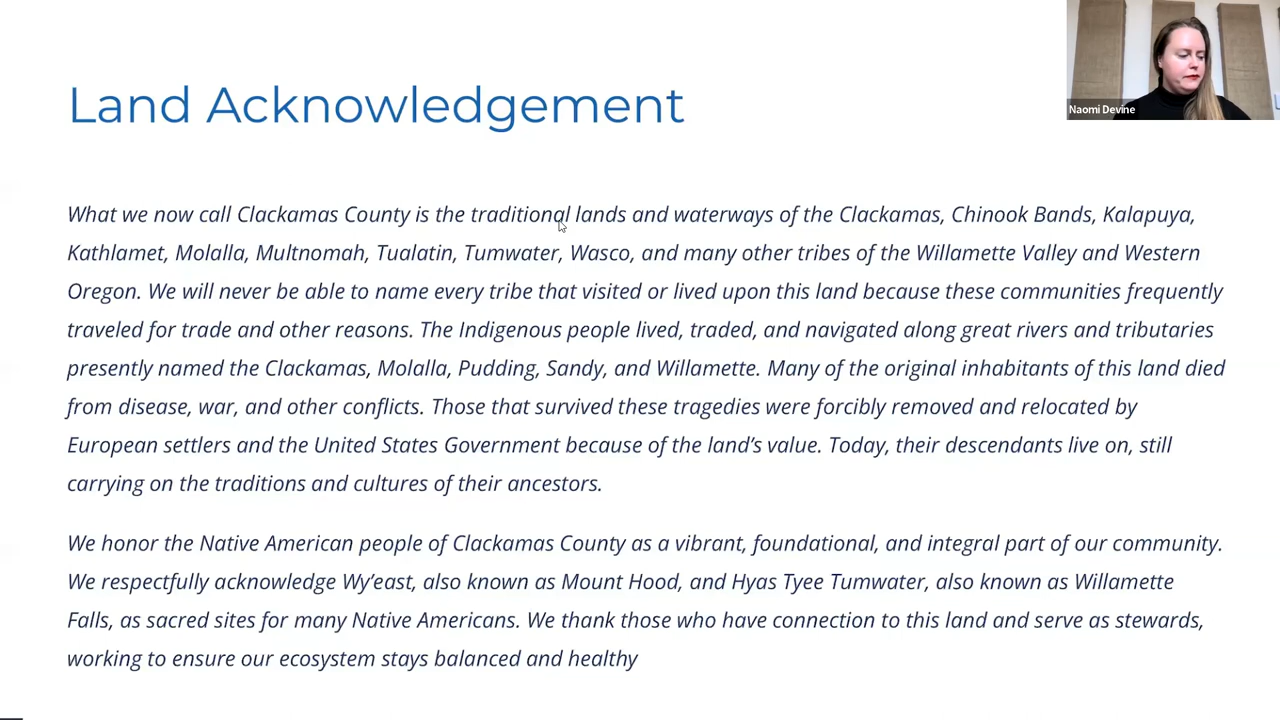 Land Acknowledgement
Naomi Devine
What we now call Clackamas County is the traditional lands and waterways of the Clackamas, Chinook Bands, Kalapuya,
Kathlamet, Molalla, Multnomah, Tualatin, Tumwater, Wasco, and many other tribes of the Willamette Valley and Western
Oregon. We will never be able to name every tribe that visited or lived upon this land because these communities frequently
traveled for trade and other reasons. The Indigenous people lived, traded, and navigated along great rivers and tributaries
presently named the Clackamas, Molalla, Pudding, Sandy, and Willamette. Many of the original inhabitants of this land died
from disease, war, and other conflicts. Those that survived these tragedies were forcibly removed and relocated by
European settlers and the United States Government because of the land’s value. Today, their descendants live on, still
carrying on the traditions and cultures of their ancestors.
We honor the Native American people of Clackamas County as a vibrant, foundational, and integral part of our community.
We respectfully acknowledge Wy’east, also known as Mount Hood, and Hyas Tyee Tumwater, also known as Willamette
Falls, as sacred sites for many Native Americans. We thank those who have connection to this land and serve as stewards,
working to ensure our ecosystem stays balanced and healthy